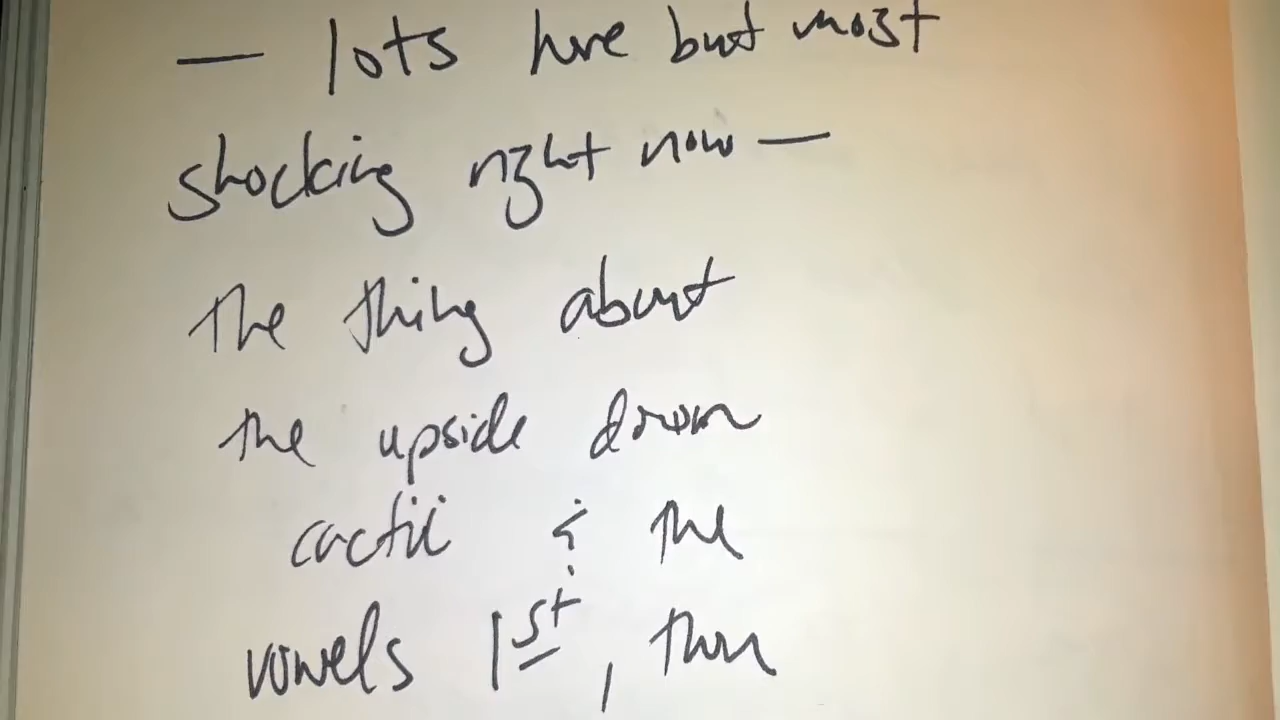 — lots here but most
shocking right now —
The thing about
the upside down
cactii & the
vowels 1st, then